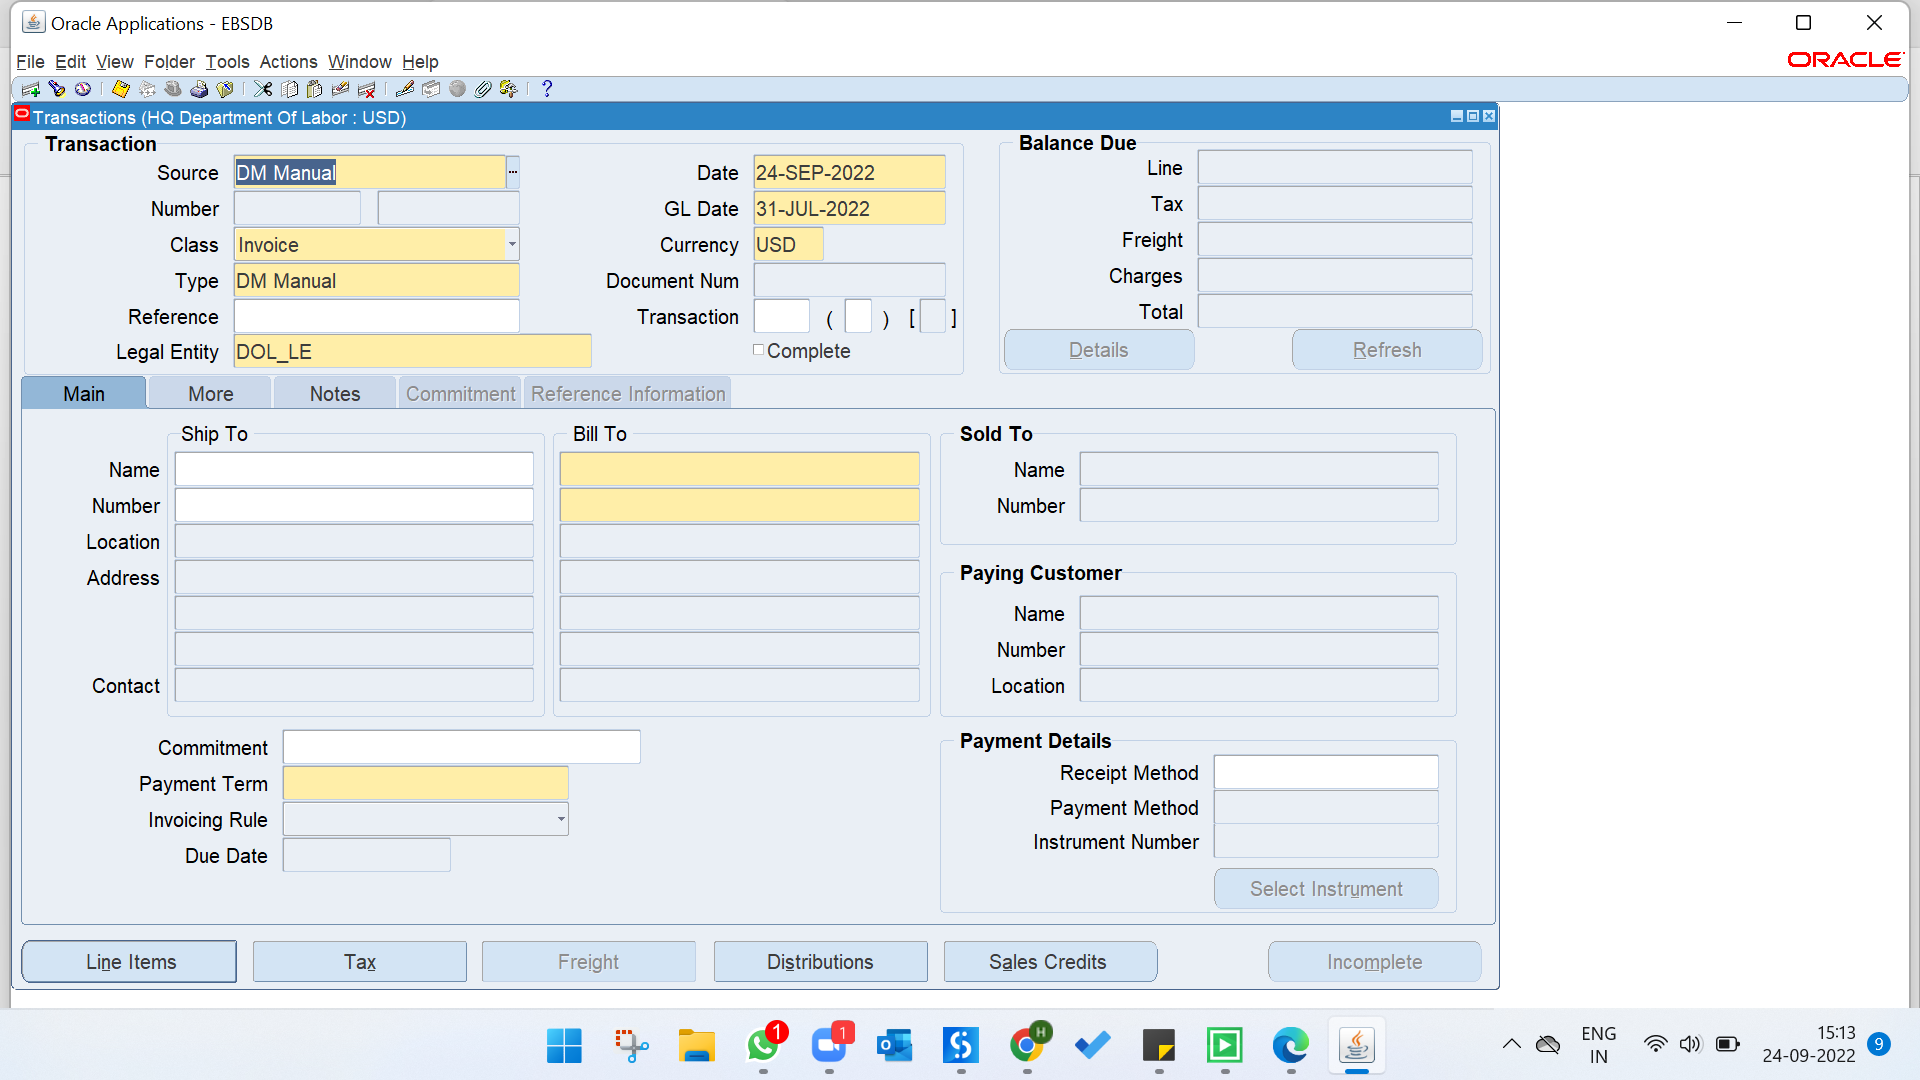 Oracle Applications - EBSDB
File Edit View Folder Tools Actions Window Help
ORACLE
Transactions (HQ Department Of Labor : USD)
Transaction
Source DM Manual ...
Number
Class Invoice
Type DM Manual
Reference
Legal Entity DOL_LE
Date 24-SEP-2022
GL Date 31-JUL-2022
Currency USD
Document Num
Transaction ( ) [ ]
Complete
Balance Due
Line
Tax
Freight
Charges
Total
Details Refresh
Main More Notes Commitment Reference Information
Ship To Bill To
Name
Number
Location
Address
Contact
Sold To
Name
Number
Paying Customer
Name
Number
Location
Commitment
Payment Term
Invoicing Rule
Due Date
Payment Details
Receipt Method
Payment Method
Instrument Number
Select Instrument
Line Items Tax Freight Distributions Sales Credits Incomplete
1 1 H
ENG
IN
15:13
24-09-2022
9